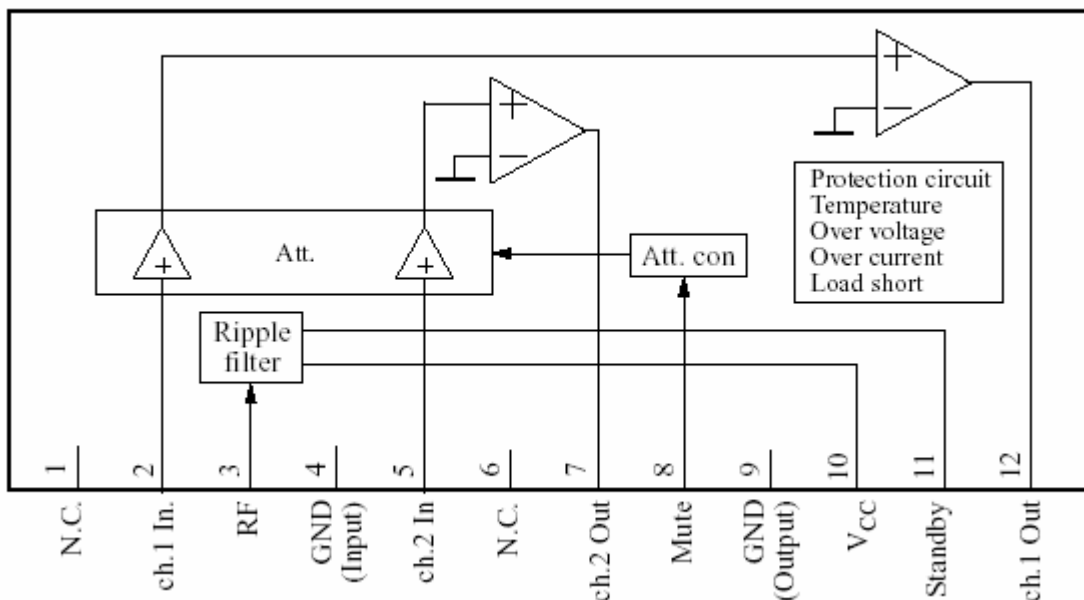 Protection circuit
Temperature
Over voltage
Over current
Load short
Att.
Att. con
Ripple
filter
1
2
3
4
5
6
7
8
9
10
11
12
N.C.
ch.1 In.
RF
GND
(Input)
ch.2 In
N.C.
ch.2 Out
Mute
GND
(Output)
VCC
Standby
ch.1 Out